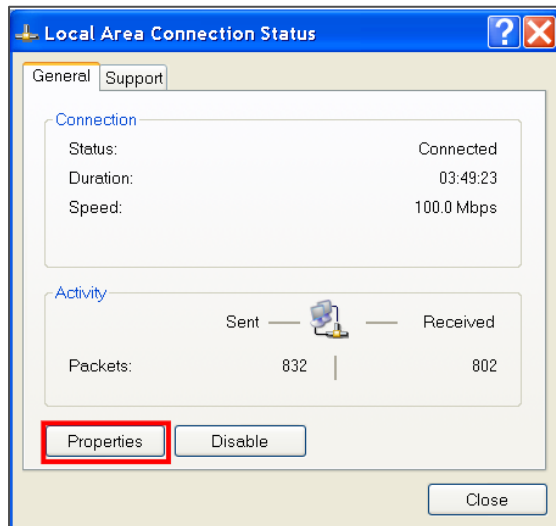 Local Area Connection Status
General Support
Connection
Status: Connected
Duration: 03:49:23
Speed: 100.0 Mbps
Activity
Sent Received
Packets: 832 802
Properties Disable
Close